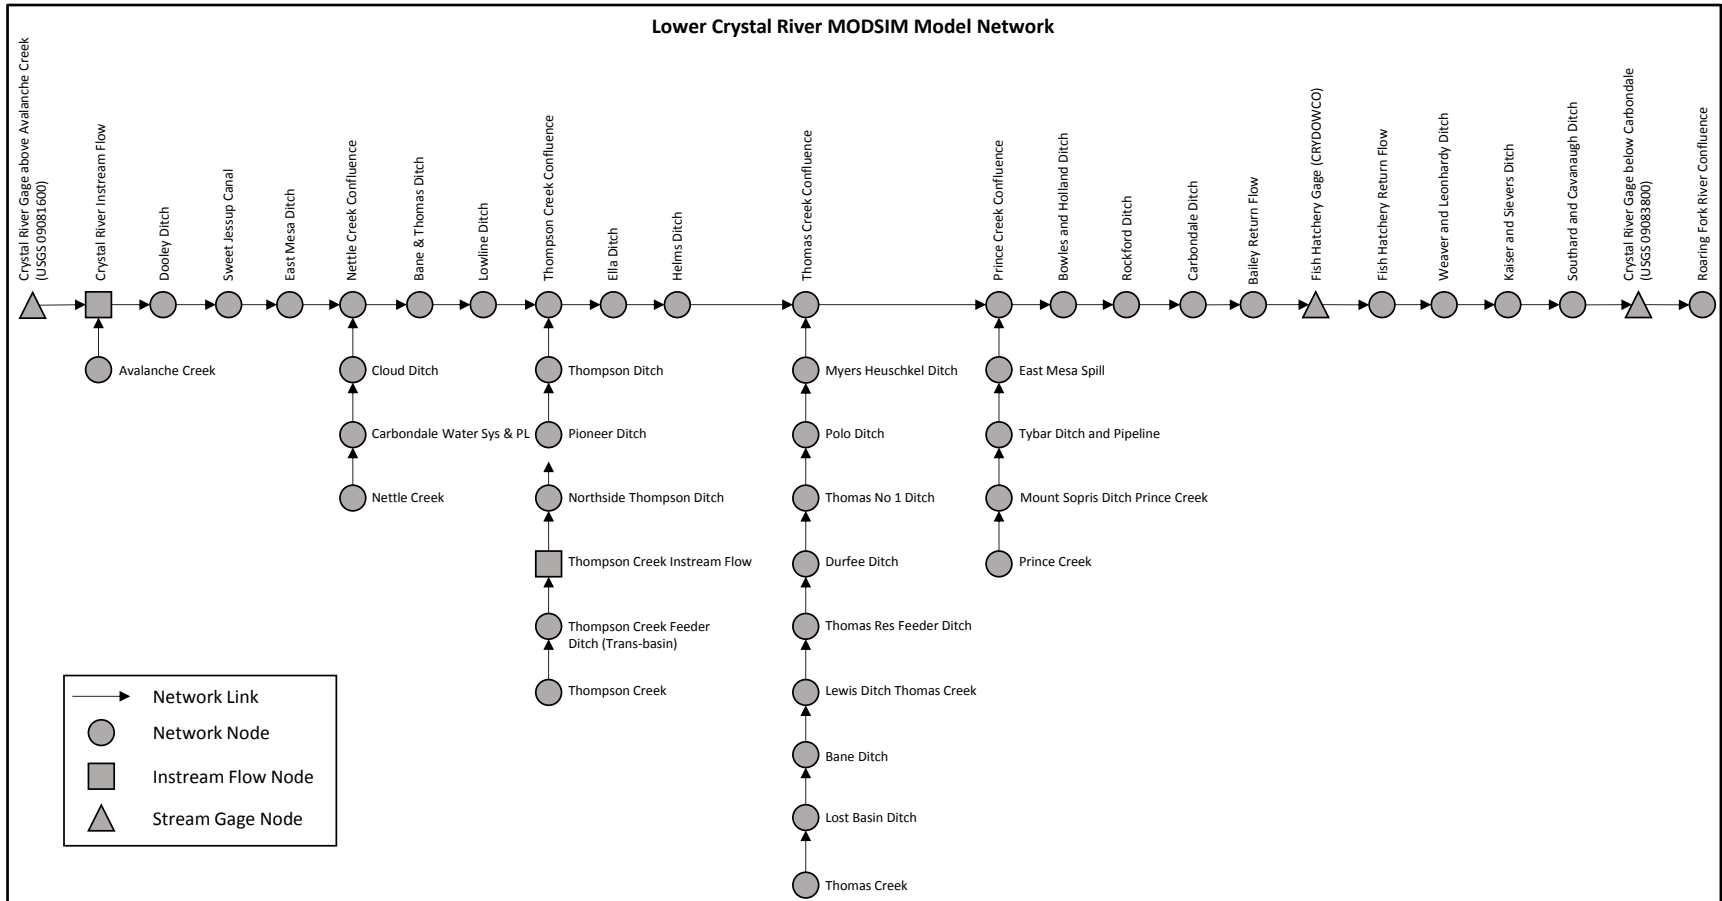 Lower Crystal River MODSIM Model Network
Crystal River Gage above Avalanche Creek
(USGS 09081600)
Crystal River Instream Flow
Dooley Ditch
Sweet Jessup Canal
East Mesa Ditch
Nettle Creek Confluence
Bane & Thomas Ditch
Lowline Ditch
Thompson Creek Confluence
Ella Ditch
Helms Ditch
Thomas Creek Confluence
Prince Creek Confluence
Bowles and Holland Ditch
Rockford Ditch
Carbondale Ditch
Bailey Return Flow
Fish Hatchery Gage (CRYDOWCO)
Fish Hatchery Return Flow
Weaver and Leonhardy Ditch
Kaiser and Sievers Ditch
Southard and Cavanaugh Ditch
Crystal River Gage below Carbondale
(USGS 09083800)
Roaring Fork River Confluence
Avalanche Creek
Cloud Ditch
Carbondale Water Sys & PL
Nettle Creek
Thompson Ditch
Pioneer Ditch
Northside Thompson Ditch
Thompson Creek Instream Flow
Thompson Creek Feeder
Ditch (Trans-basin)
Thompson Creek
Myers Heuschkel Ditch
Polo Ditch
Thomas No 1 Ditch
Durfee Ditch
Thomas Res Feeder Ditch
Lewis Ditch Thomas Creek
Bane Ditch
Lost Basin Ditch
Thomas Creek
East Mesa Spill
Tybar Ditch and Pipeline
Mount Sopris Ditch Prince Creek
Prince Creek
Network Link
Network Node
Instream Flow Node
Stream Gage Node